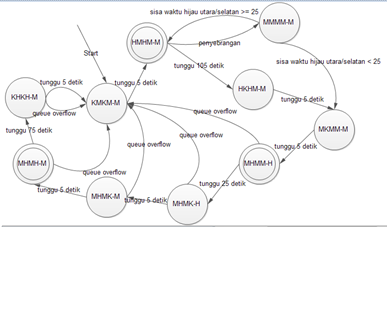 sisa waktu hijau utara/selatan >= 25
MMMM-M
HMHM-M
penyebrangan
Start
sisa waktu hijau utara/selatan < 25
tunggu 105 detik
tunggu 5 detik
tunggu 5 detik
KHKH-M
KMKM-M
HKHM-M
tunggu 5 detik
queue overflow
queue overflow
MKMM-M
tunggu 75 detik
queue overflow
tunggu 5 detik
MHMH-M
queue overflow
MHMM-H
tunggu 5 detik
tunggu 25 detik
MHMK-M
tunggu 5 detik
MHMK-H